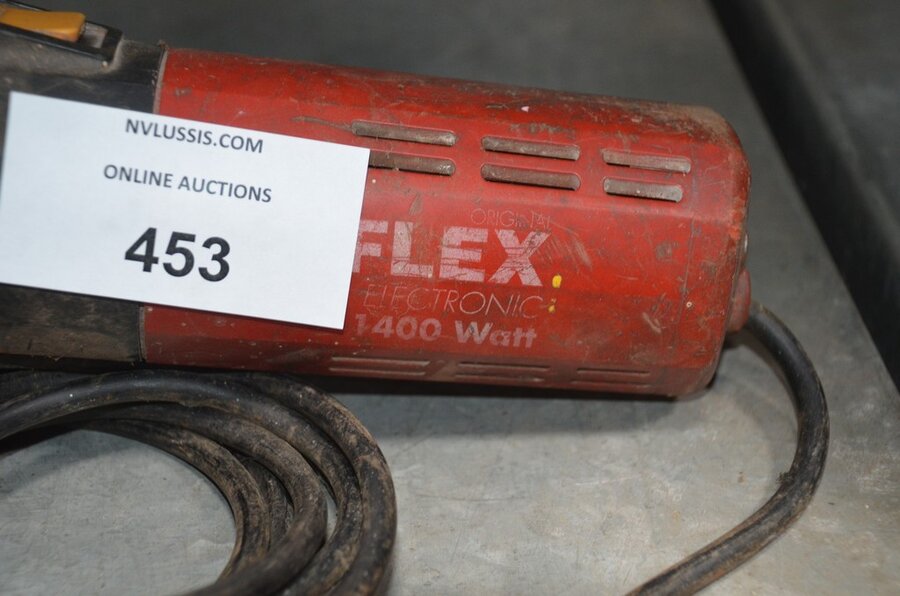 NVLUSSIS.COM
ONLINE AUCTIONS
453
ORIGINAL
FLEX
ELECTRONIC
1400 Watt